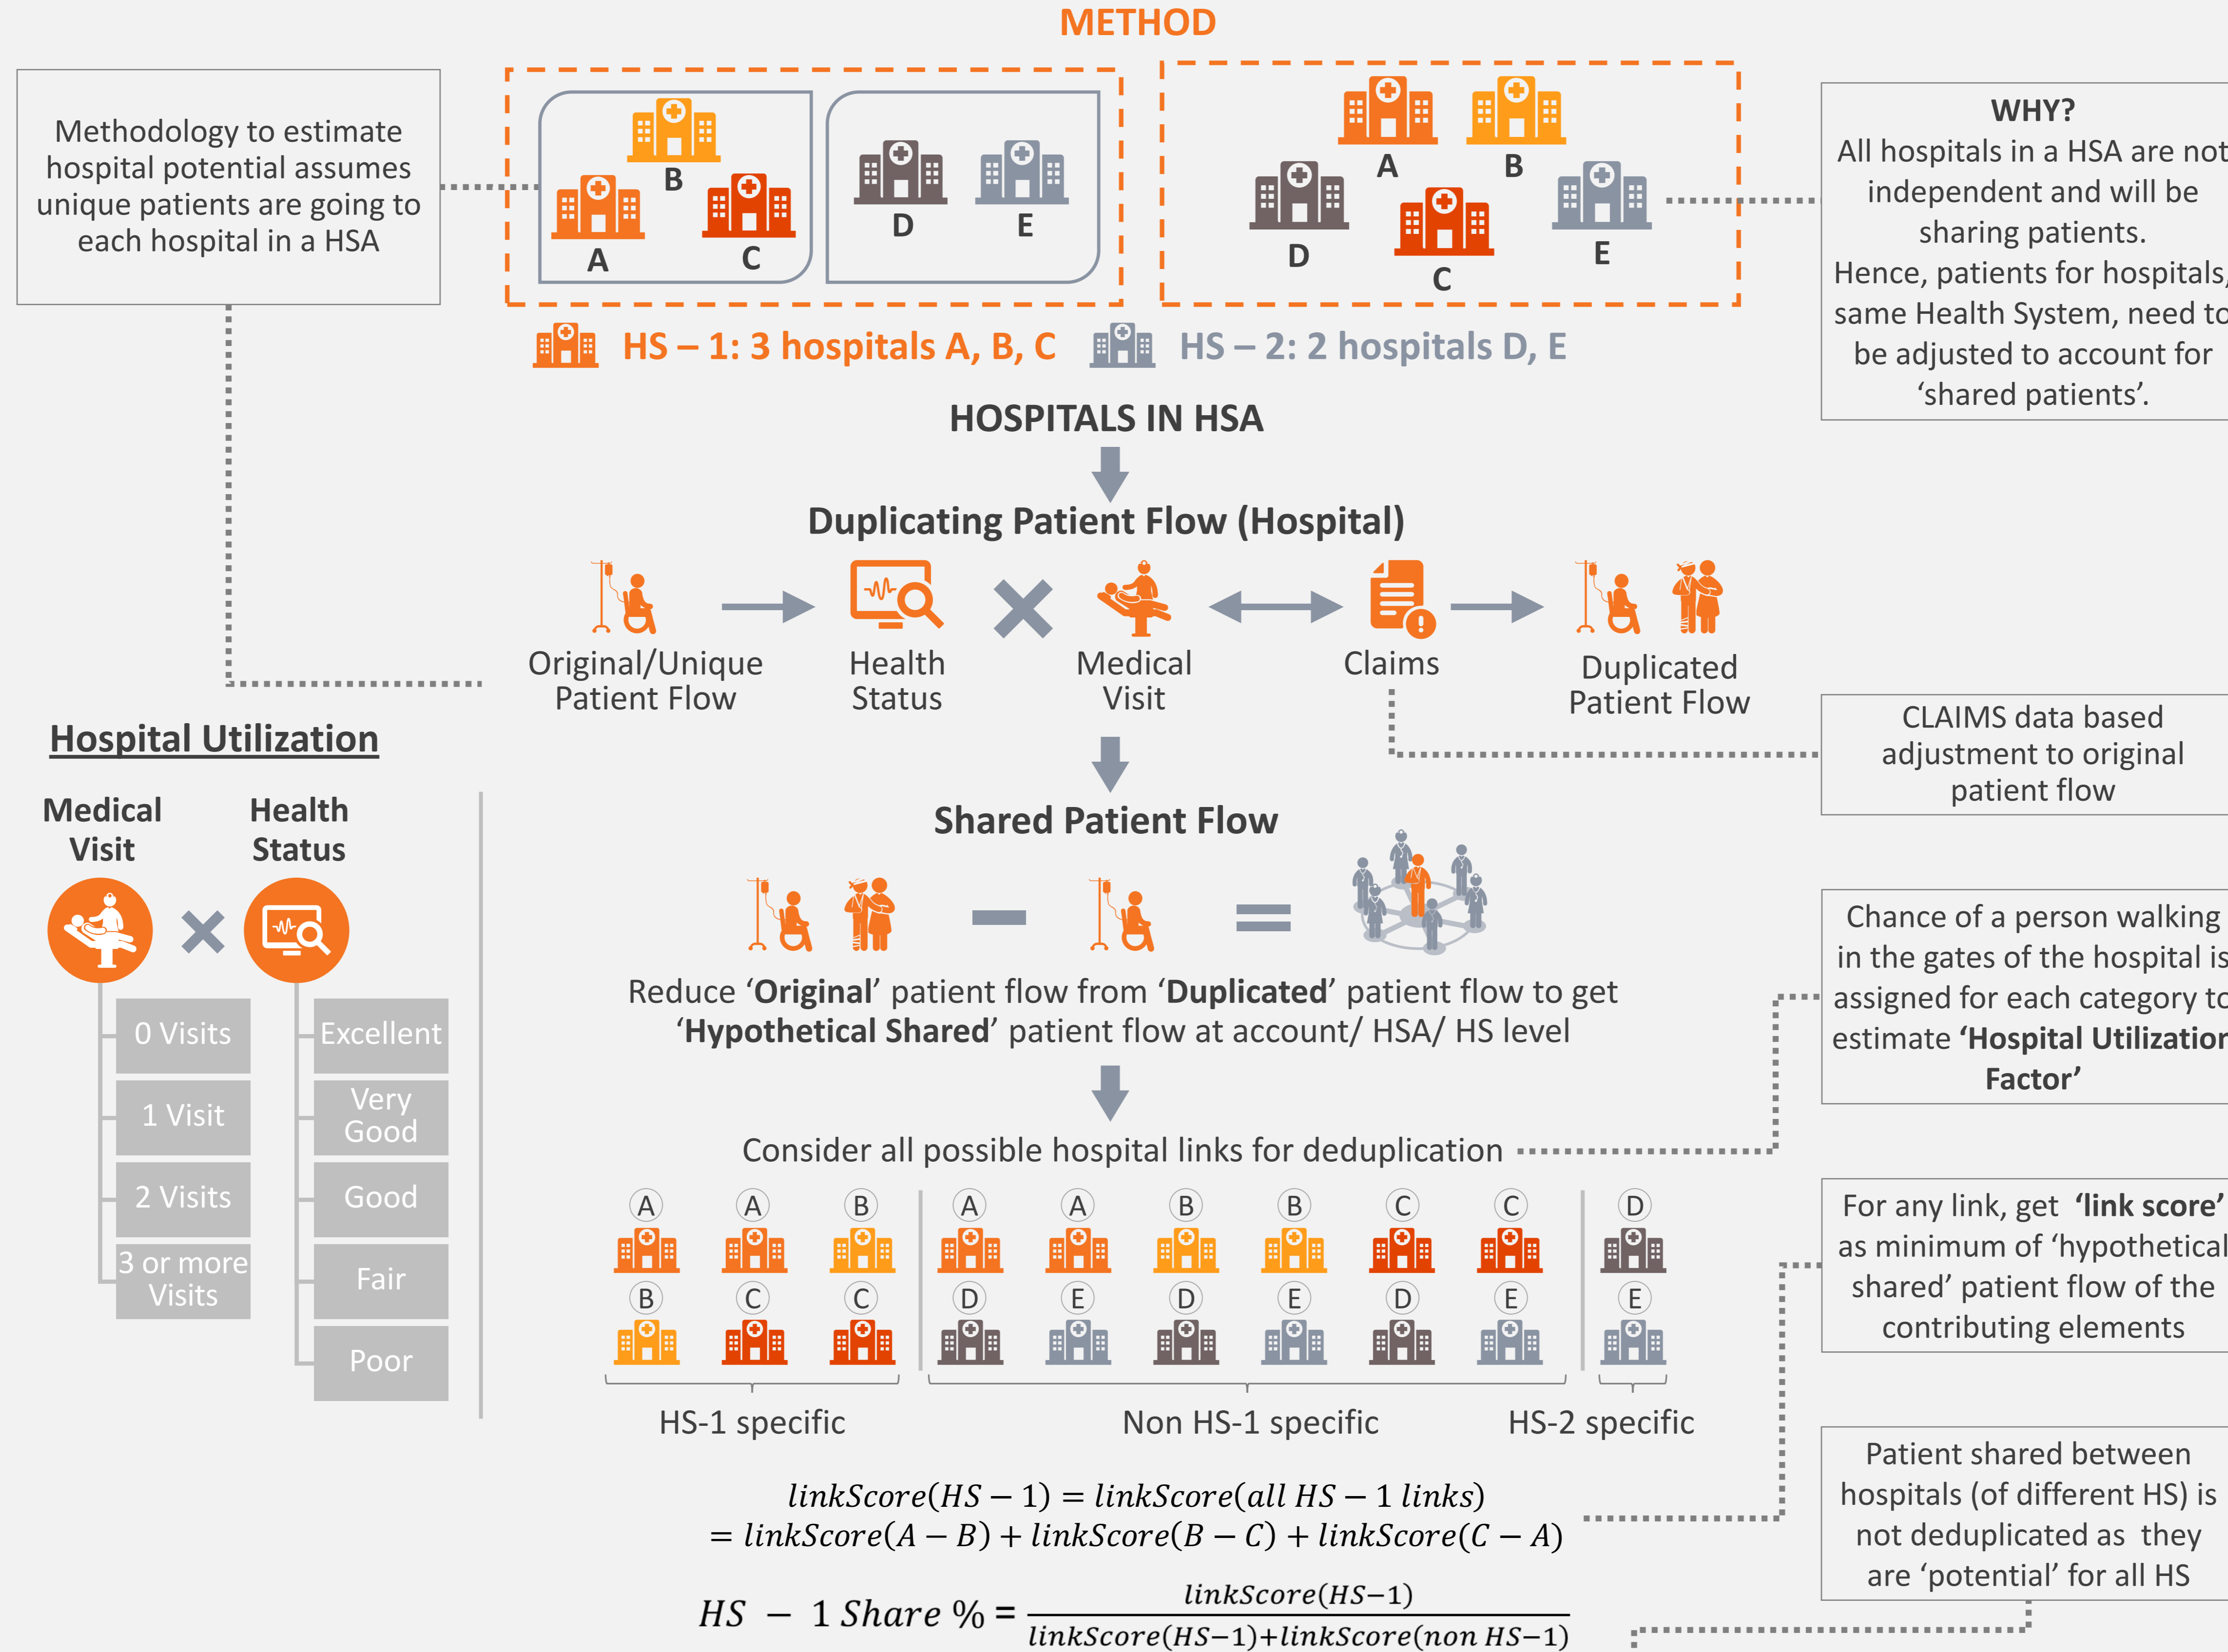 METHOD
Methodology to estimate
hospital potential assumes
unique patients are going to
each hospital in a HSA
B
A
C
D
E
A
B
D
C
E
WHY?
All hospitals in a HSA are not
independent and will be
sharing patients.
Hence, patients for hospitals,
same Health System, need to
be adjusted to account for
‘shared patients’.
HS – 1: 3 hospitals A, B, C
HS – 2: 2 hospitals D, E
HOSPITALS IN HSA
Duplicating Patient Flow (Hospital)
Original/Unique
Patient Flow
Health
Status
Medical
Visit
Claims
Duplicated
Patient Flow
CLAIMS data based
adjustment to original
patient flow
Hospital Utilization
Medical
Visit
Health
Status
0 Visits
1 Visit
2 Visits
3 or more
Visits
Excellent
Very
Good
Good
Fair
Poor
Shared Patient Flow
Reduce ‘Original’ patient flow from ‘Duplicated’ patient flow to get
‘Hypothetical Shared’ patient flow at account/ HSA/ HS level
Chance of a person walking
in the gates of the hospital is
assigned for each category to
estimate ‘Hospital Utilization
Factor’
Consider all possible hospital links for deduplication
A A B A A B B C C D
B C C D E D E D E E
HS-1 specific
Non HS-1 specific
HS-2 specific
For any link, get ‘link score’
as minimum of ‘hypothetical
shared’ patient flow of the
contributing elements
linkScore(HS − 1) = linkScore(all HS − 1 links)
= linkScore(A − B) + linkScore(B − C) + linkScore(C − A)
Patient shared between
hospitals (of different HS) is
not deduplicated as they
are ‘potential’ for all HS
HS − 1 Share % = linkScore(HS−1)
linkScore(HS−1)+linkScore(non HS−1)